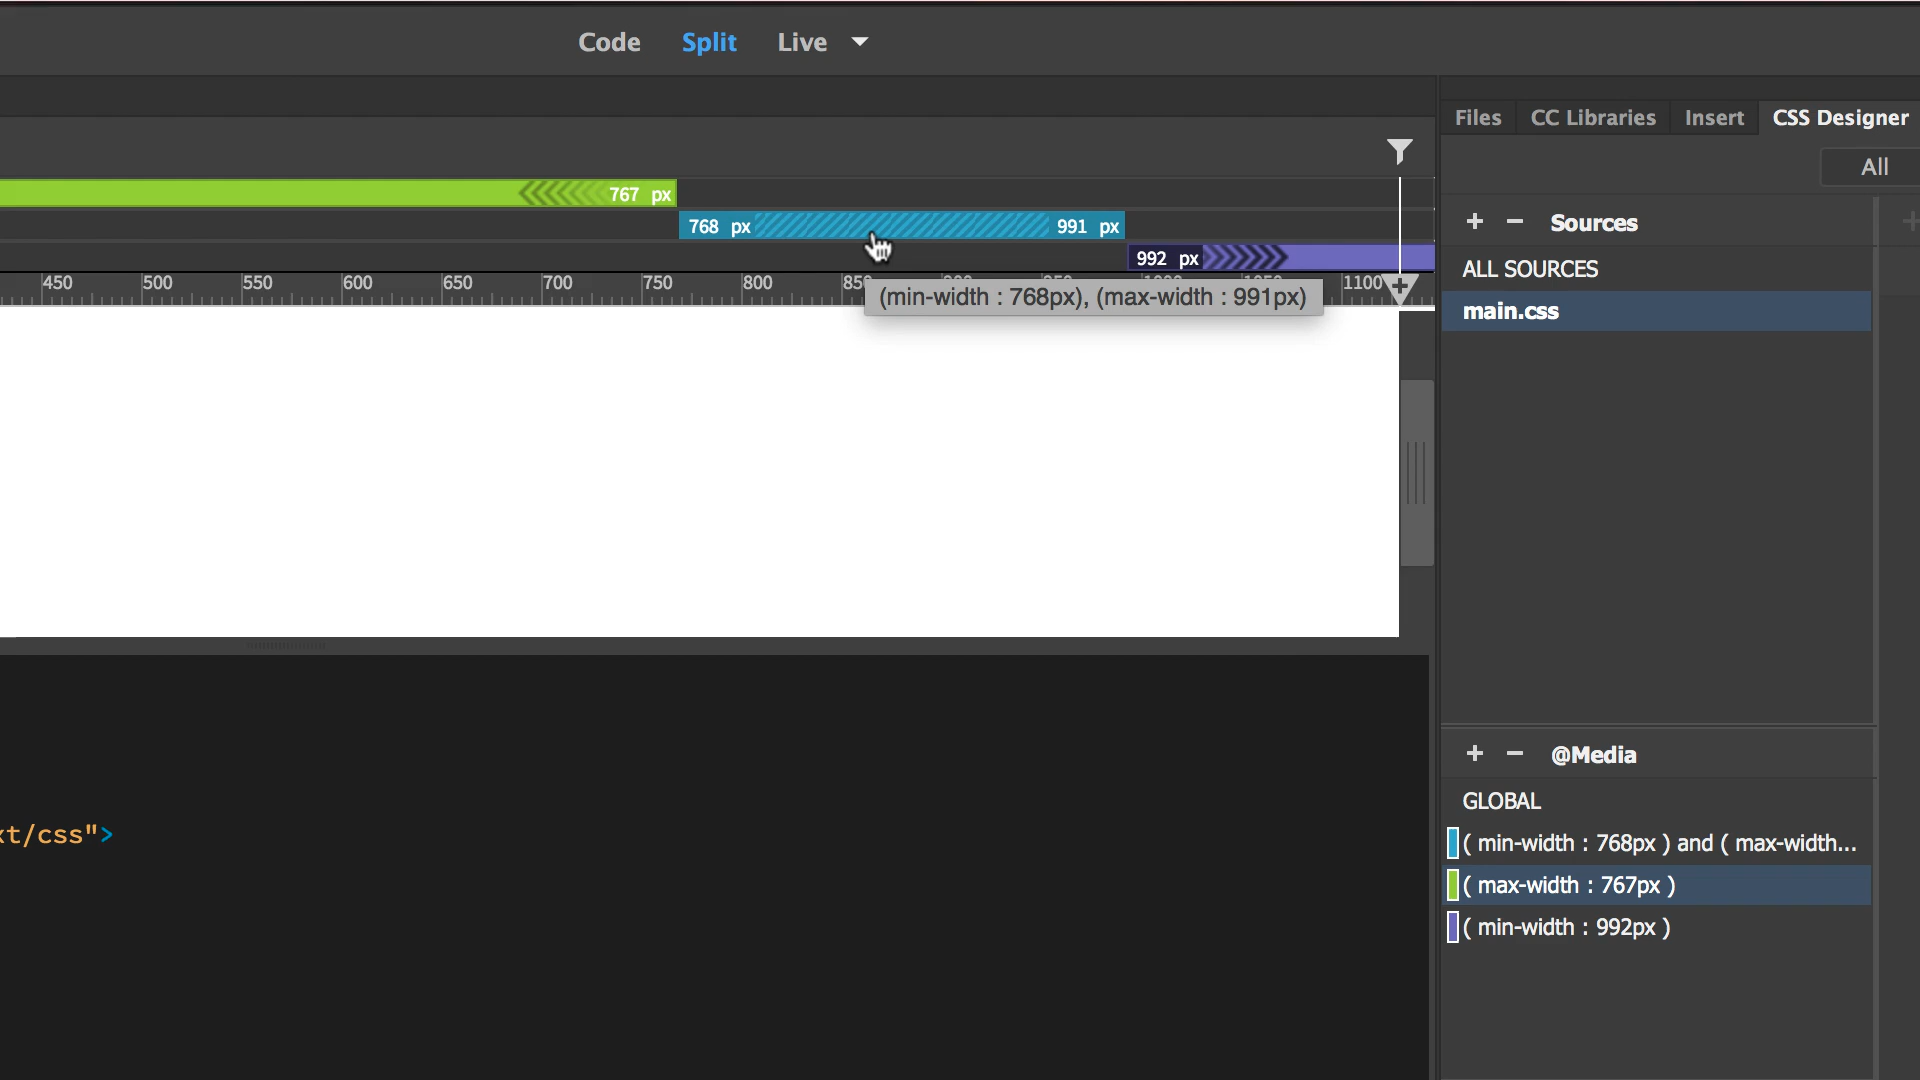 Code Split Live
Files CC Libraries Insert CSS Designer
All
767 px
768 px 991 px
992 px
Sources
ALL SOURCES
main.css
450 500 550 600 650 700 750 800 1100
(min-width : 768px), (max-width : 991px)
@Media
GLOBAL
( min-width : 768px ) and ( max-width...
( max-width : 767px )
( min-width : 992px )
xt/css">